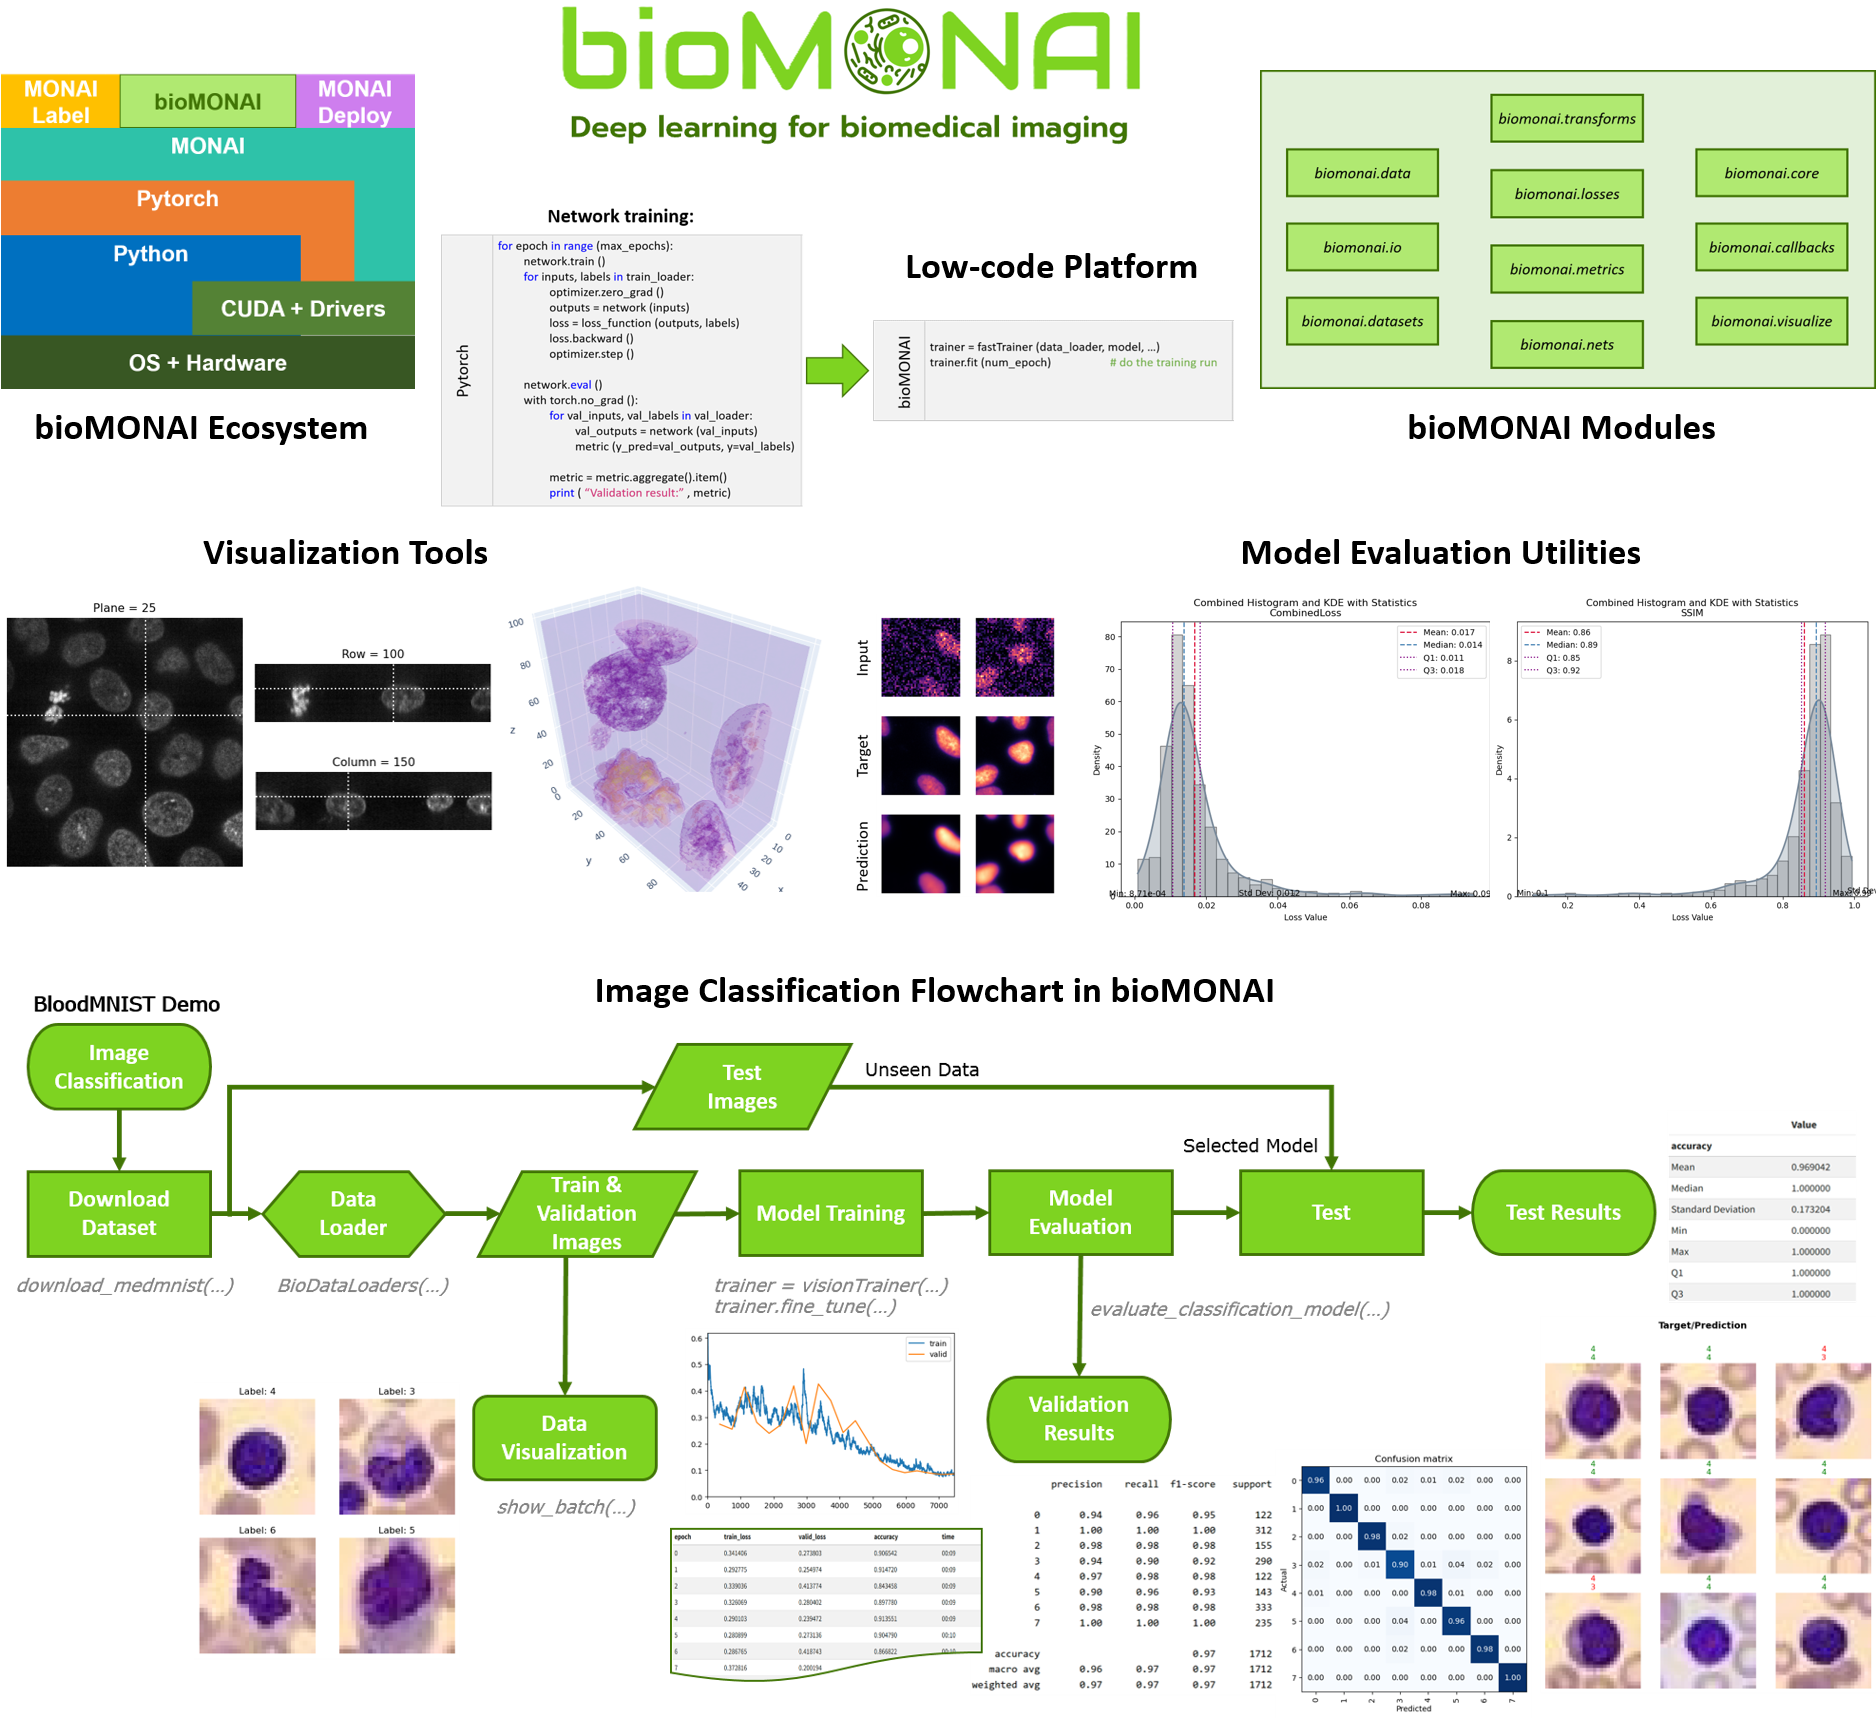 bioMONAI
Deep learning for biomedical imaging
MONAI
Label
bioMONAI
MONAI
Deploy
MONAI
Pytorch
Python
CUDA + Drivers
OS + Hardware
bioMONAI Ecosystem
Network training:
Pytorch
for epoch in range (max_epochs):
network.train ()
for inputs, labels in train_loader:
optimizer.zero_grad ()
outputs = network (inputs)
loss = loss_function (outputs, labels)
loss.backward ()
optimizer.step ()
network.eval ()
with torch.no_grad ():
for val_inputs, val_labels in val_loader:
val_outputs = network (val_inputs)
metric (y_pred=val_outputs, y=val_labels)
metric = metric.aggregate().item()
print ( “Validation result:” , metric)
Low-code Platform
bioMONAI
trainer = fastTrainer (data_loader, model, ...)
trainer.fit (num_epoch) # do the training run
biomonai.transforms
biomonai.data
biomonai.core
biomonai.losses
biomonai.io
biomonai.callbacks
biomonai.metrics
biomonai.datasets
biomonai.visualize
biomonai.nets
bioMONAI Modules
Visualization Tools
Plane = 25
Row = 100
Column = 150
100
80
60
z
40
20
0
0
20
40
y
60
80
0
10
20
30
x
40
Input
Target
Prediction
Model Evaluation Utilities
Combined Histogram and KDE with Statistics
CombinedLoss
Mean: 0.017
Median: 0.014
Q1: 0.011
Q3: 0.018
80
70
60
50
40
30
20
10
0
Density
Min: 8.71e-04
Std Dev: 0.012
Max: 0.09
0.00 0.02 0.04 0.06 0.08
Loss Value
Combined Histogram and KDE with Statistics
SSIM
Mean: 0.86
Median: 0.89
Q1: 0.85
Q3: 0.92
8
6
4
2
0
Density
Min: 0.1
Std Dev
0.2 0.4 0.6 0.8 1.0
Loss Value
Image Classification Flowchart in bioMONAI
BloodMNIST Demo
Image
Classification
Download
Dataset
download_medmnist(...)
Data
Loader
BioDataLoaders(...)
Test
Images
Unseen Data
Train &
Validation
Images
Data
Visualization
show_batch(...)
Model Training
trainer = visionTrainer(...)
trainer.fine_tune(...)
Model
Evaluation
evaluate_classification_model(...)
Validation
Results
Selected Model
Test
Test Results
Value
accuracy
Mean 0.969042
Median 1.000000
Standard Deviation 0.173204
Min 0.000000
Max 1.000000
Q1 1.000000
Q3 1.000000
Label: 4
Label: 3
Label: 6
Label: 5
train
valid
0.6
0.5
0.4
0.3
0.2
0.1
0.0
0 1000 2000 3000 4000 5000 6000 7000
epoch train_loss valid_loss accuracy time
0 0.341406 0.273803 0.906542 00:09
1 0.292775 0.254974 0.914720 00:09
2 0.339036 0.413774 0.843458 00:09
3 0.326069 0.280402 0.897780 00:09
4 0.290103 0.239472 0.913551 00:09
5 0.280899 0.273136 0.904790 00:10
6 0.286765 0.418743 0.866822 00:10
7 0.372816 0.200194
precision recall f1-score support
0 0.94 0.96 0.95 122
1 1.00 1.00 1.00 312
2 0.98 0.98 0.98 155
3 0.94 0.90 0.92 290
4 0.97 0.98 0.98 122
5 0.90 0.96 0.93 143
6 0.98 0.98 0.98 333
7 1.00 1.00 1.00 235
accuracy 0.97 1712
macro avg 0.96 0.97 0.97 1712
weighted avg 0.97 0.97 0.97 1712
Confusion matrix
Actual
0 0.96 0.00 0.00 0.02 0.01 0.02 0.00 0.00
1 0.00 1.00 0.00 0.00 0.00 0.00 0.00 0.00
2 0.00 0.00 0.98 0.02 0.00 0.00 0.00 0.00
3 0.02 0.00 0.01 0.90 0.01 0.04 0.02 0.00
4 0.01 0.00 0.00 0.00 0.98 0.01 0.00 0.00
5 0.00 0.00 0.00 0.04 0.00 0.96 0.00 0.00
6 0.00 0.00 0.00 0.02 0.00 0.00 0.98 0.00
7 0.00 0.00 0.00 0.00 0.00 0.00 0.00 1.00
0 1 2 3 4 5 6 7
Predicted
Target/Prediction
4 4 4
4 4 3
4 4 4
4 4 4
4 4 4
3 4 4